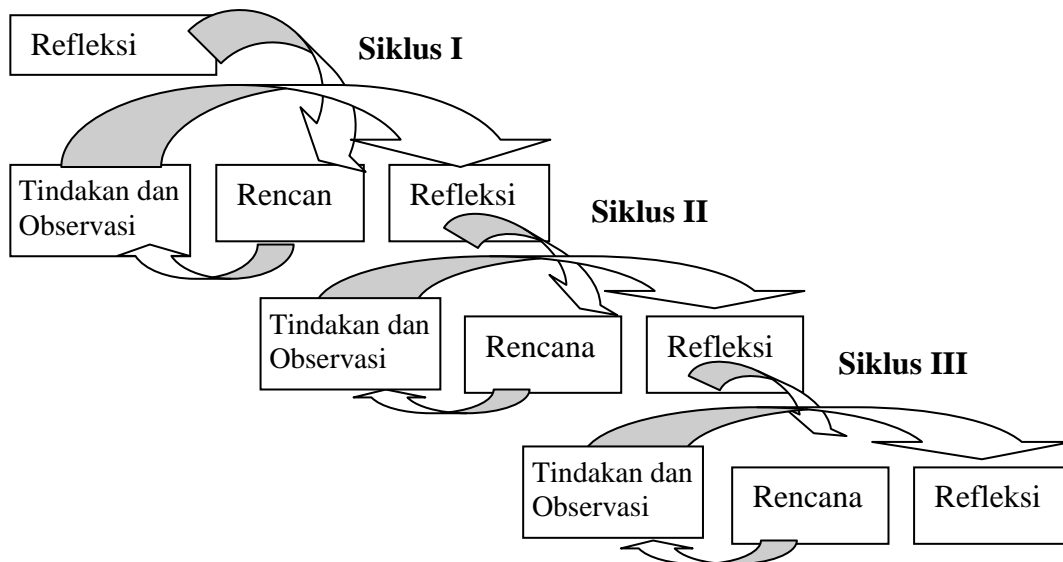 Refleksi
Siklus I
Tindakan dan
Observasi
Rencan
Refleksi
Siklus II
Tindakan dan
Observasi
Rencana
Refleksi
Siklus III
Tindakan dan
Observasi
Rencana
Refleksi